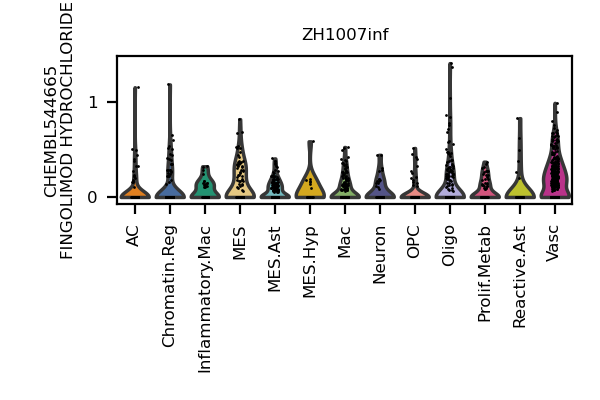 ZH1007inf
CHEMBL544665
FINGOLIMOD HYDROCHLORIDE
1
0
AC
Chromatin.Reg
Inflammatory.Mac
MES
MES.Ast
MES.Hyp
Mac
Neuron
OPC
Oligo
Prolif.Metab
Reactive.Ast
Vasc